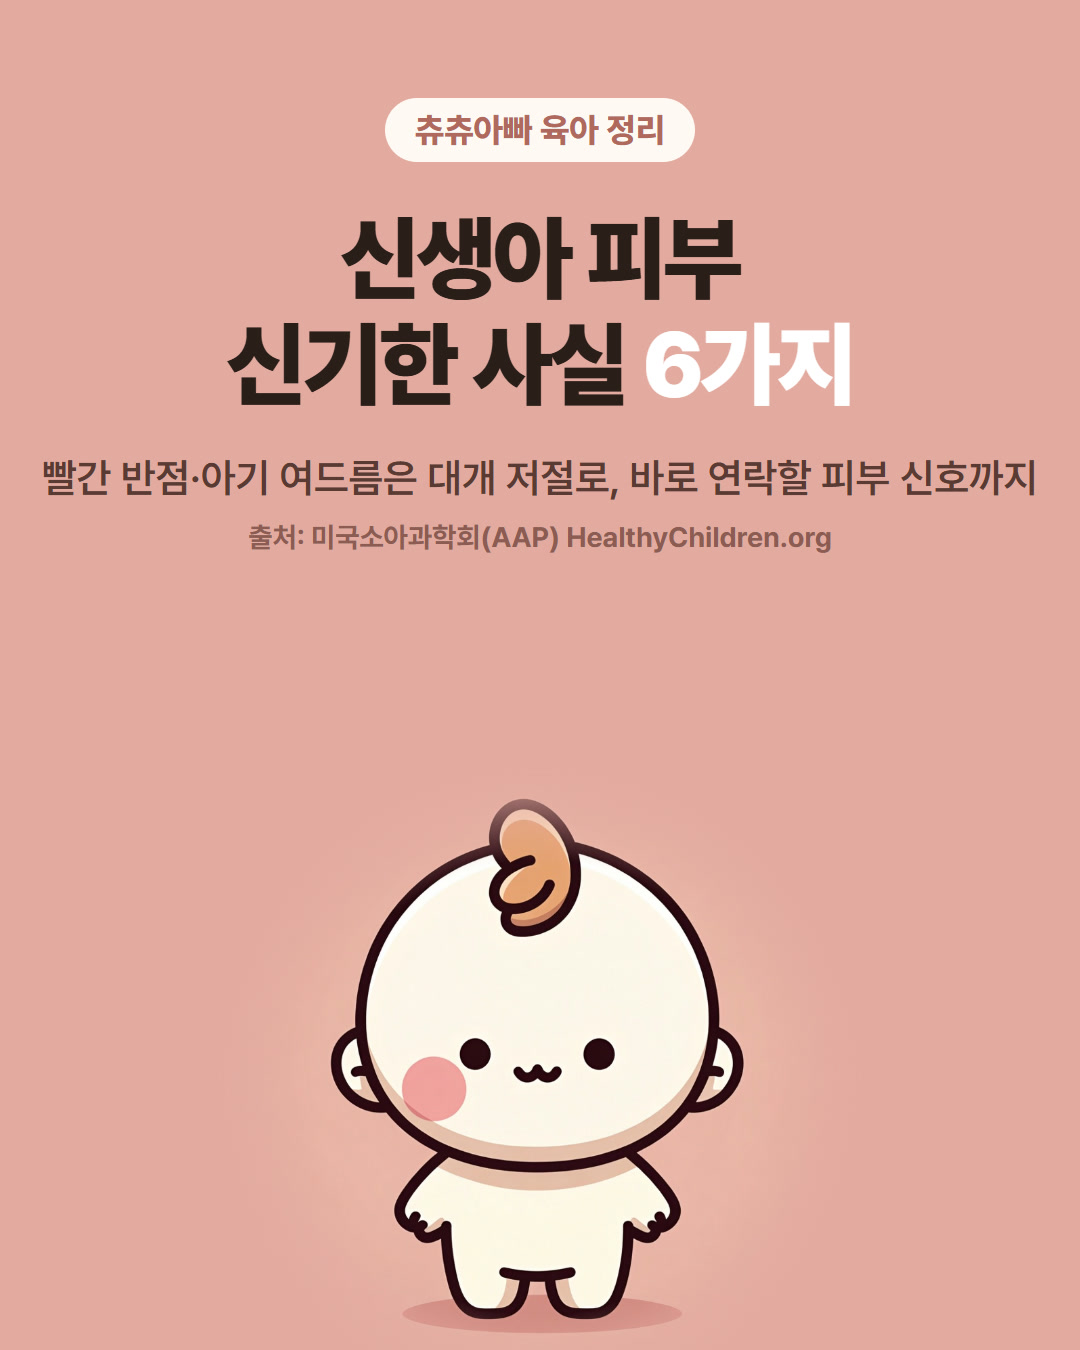 츄츄아빠 육아 정리
신생아 피부
신기한 사실 6가지
빨간 반점·아기 여드름은 대개 저절로, 바로 연락할 피부 신호까지
출처: 미국소아과학회(AAP) HealthyChildren.org